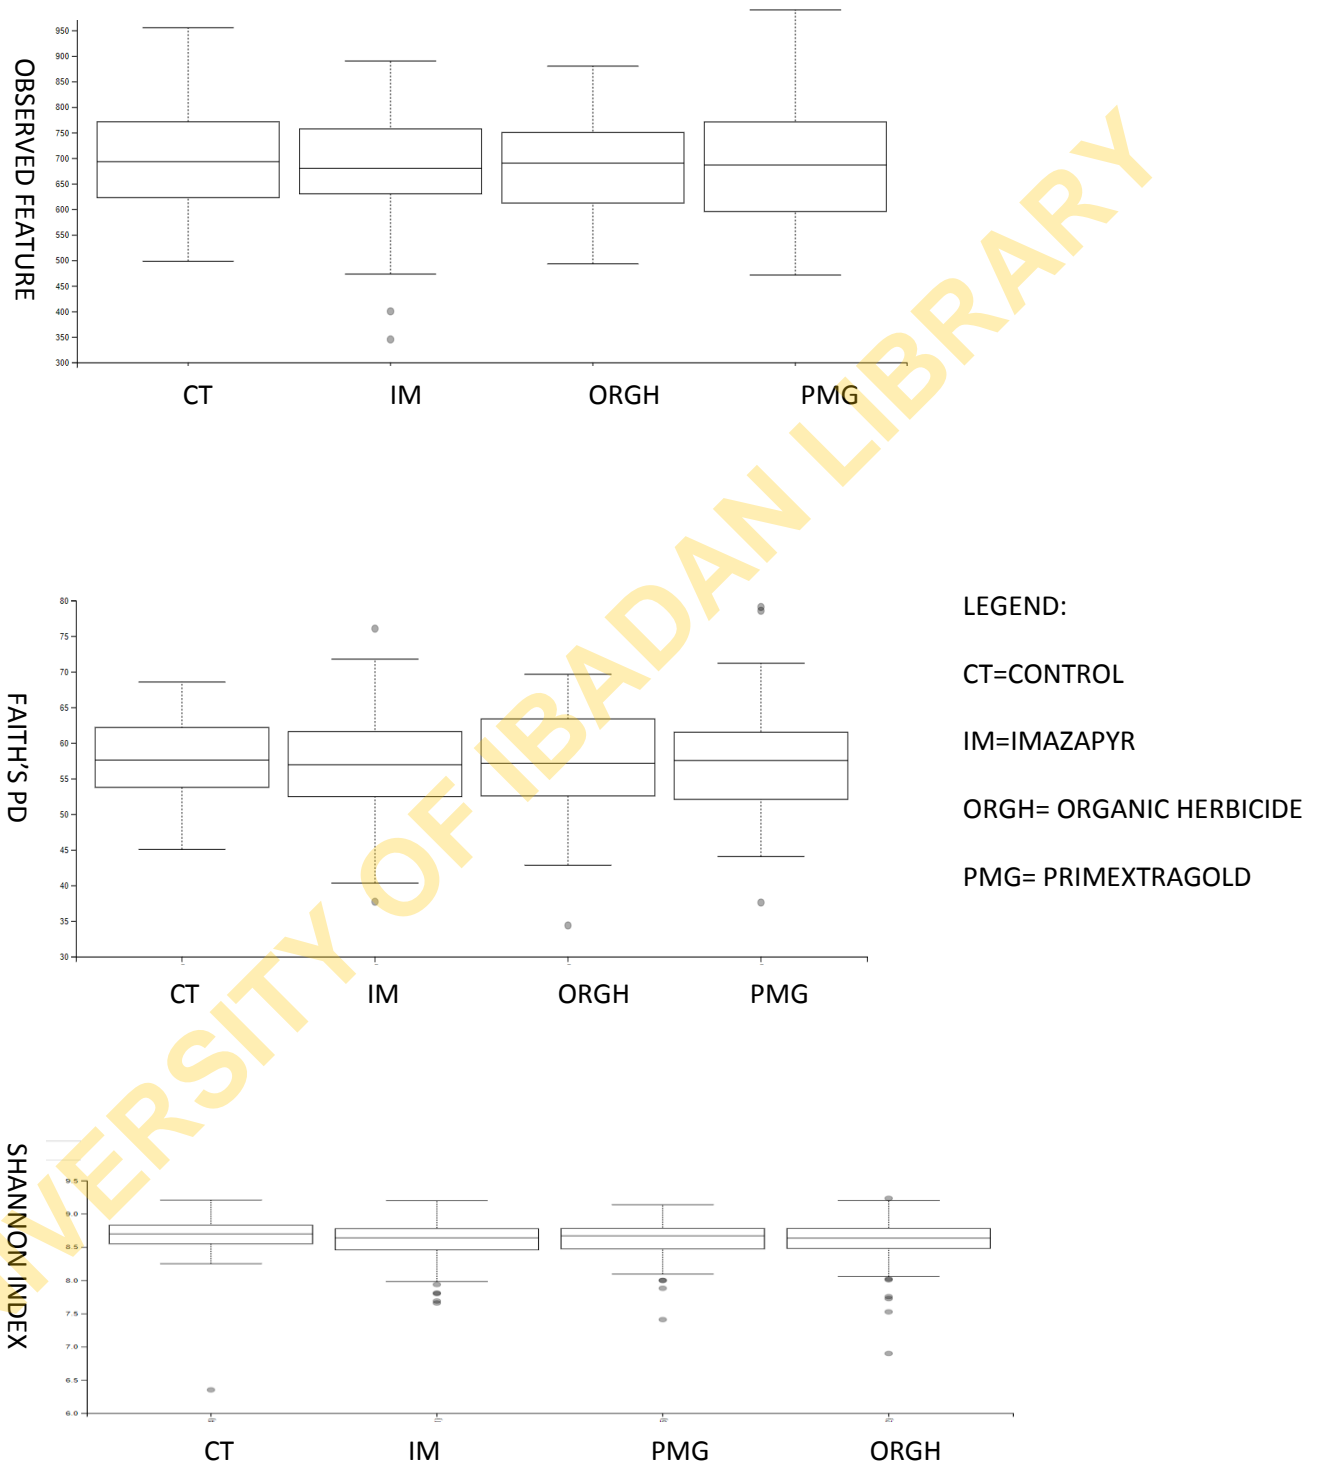 OBSERVED FEATURE
950
900
850
800
750
700
650
600
550
500
450
400
350
300
CT IM ORGH PMG
FAITH'S PD
80
75
70
65
60
55
50
45
40
35
30
CT IM ORGH PMG
LEGEND:
CT=CONTROL
IM=IMAZAPYR
ORGH= ORGANIC HERBICIDE
PMG= PRIMEXTRAGOLD
SHANNON INDEX
9.5
9.0
8.5
8.0
7.5
7.0
6.5
6.0
CT IM PMG ORGH
IVERSITY OF IBADAN LIBRARY